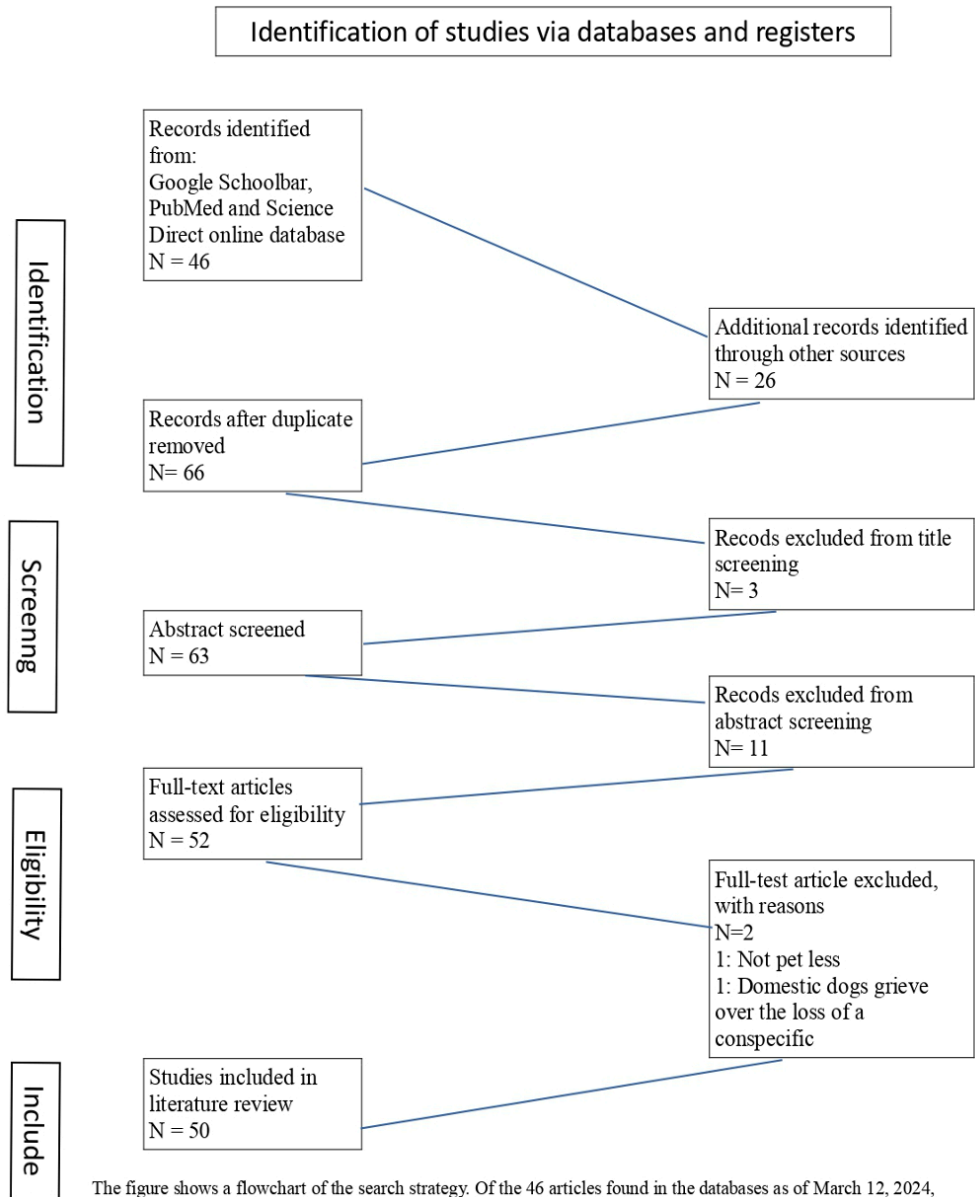 Identification of studies via databases and registers
Records identified
from:
Google Schoolbar,
PubMed and Science
Direct online database
N = 46
Identification
Additional records identified
through other sources
N = 26
Records after duplicate
removed
N= 66
Recods excluded from title
screening
N= 3
Screenng
Abstract screened
N = 63
Recods excluded from
abstract screening
N= 11
Full-text articles
assessed for eligibility
N = 52
Eligibility
Full-test article excluded,
with reasons
N=2
1: Not pet less
1: Domestic dogs grieve
over the loss of a
conspecific
Studies included in
literature review
N = 50
Include
The figure shows a flowchart of the search strategy. Of the 46 articles found in the databases as of March 12, 2024,